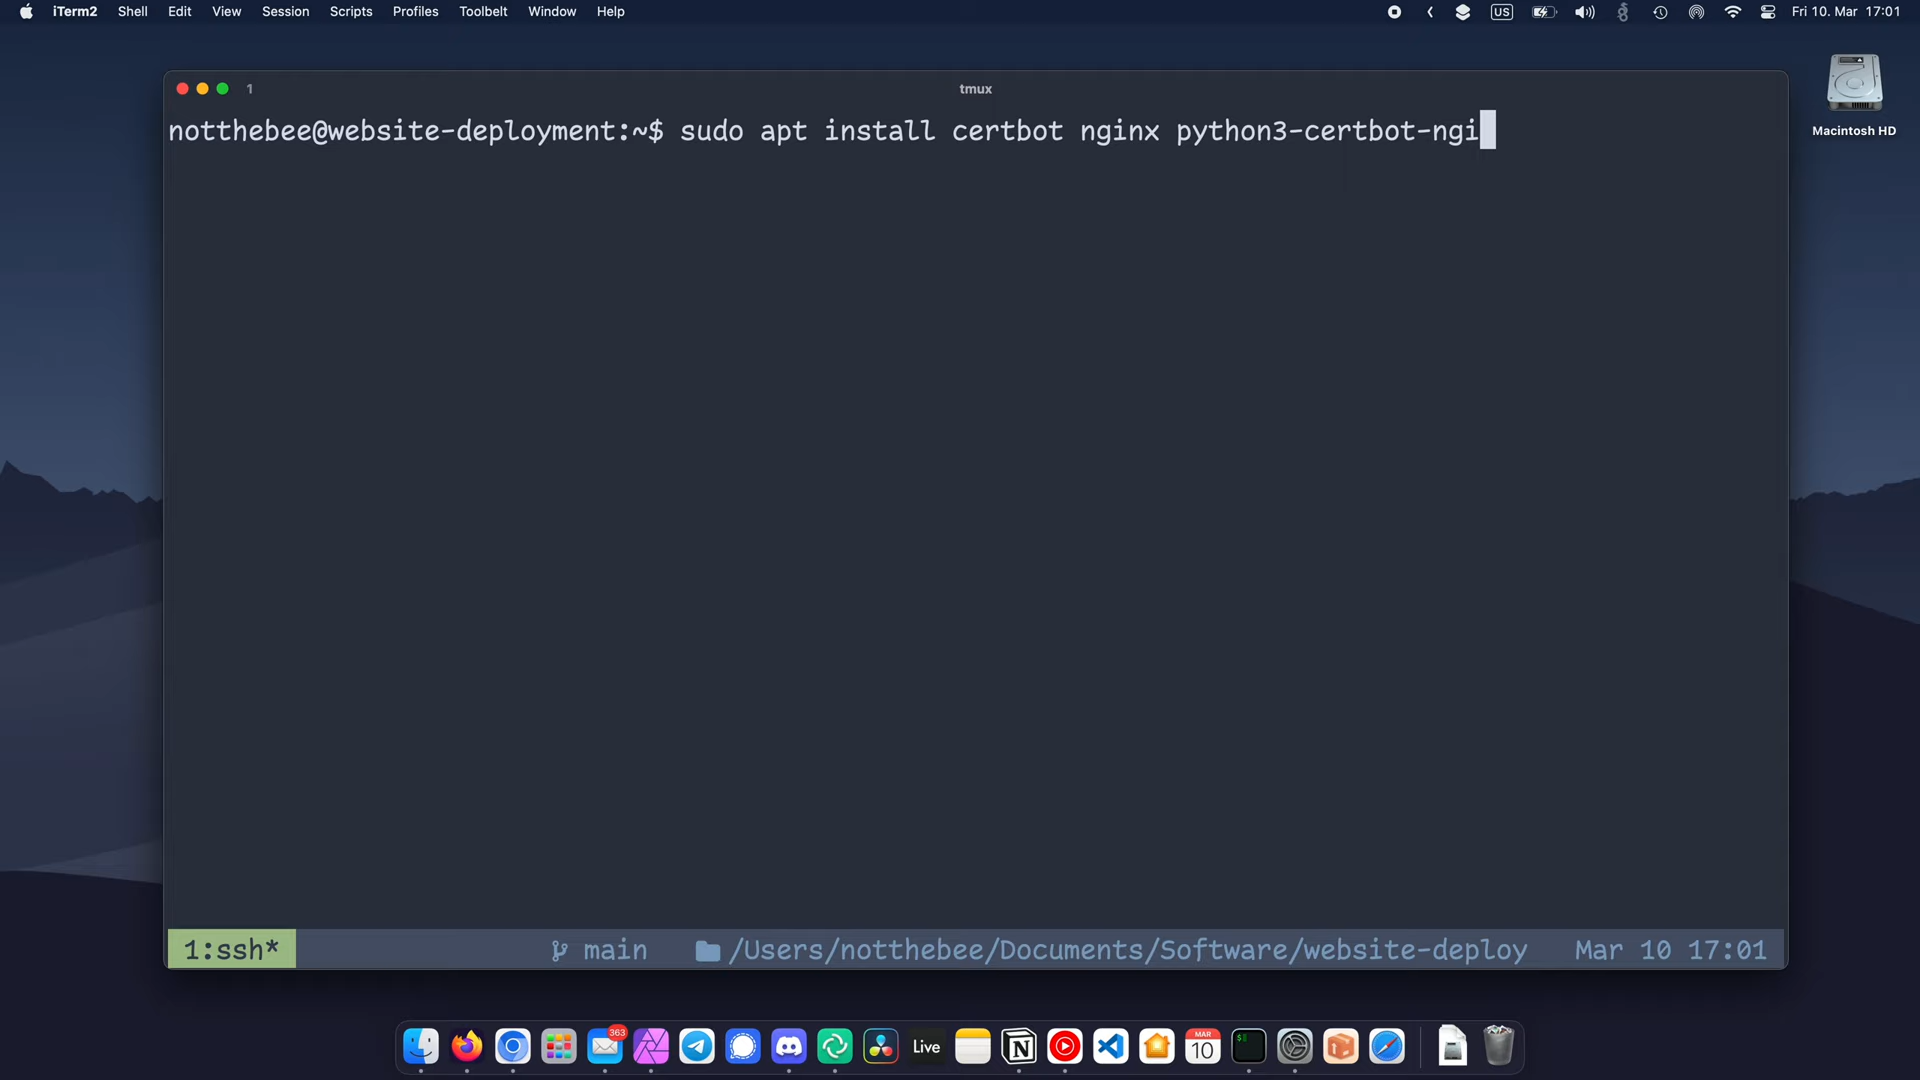 iTerm2 Shell Edit View Session Scripts Profiles Toolbelt Window Help US Fri 10. Mar 17:01
1 tmux
Macintosh HD
notthebee@website-deployment:~$ sudo apt install certbot nginx python3-certbot-ngi
1:ssh* main /Users/notthebee/Documents/Software/website-deploy Mar 10 17:01
363
Live
MAR
10
$